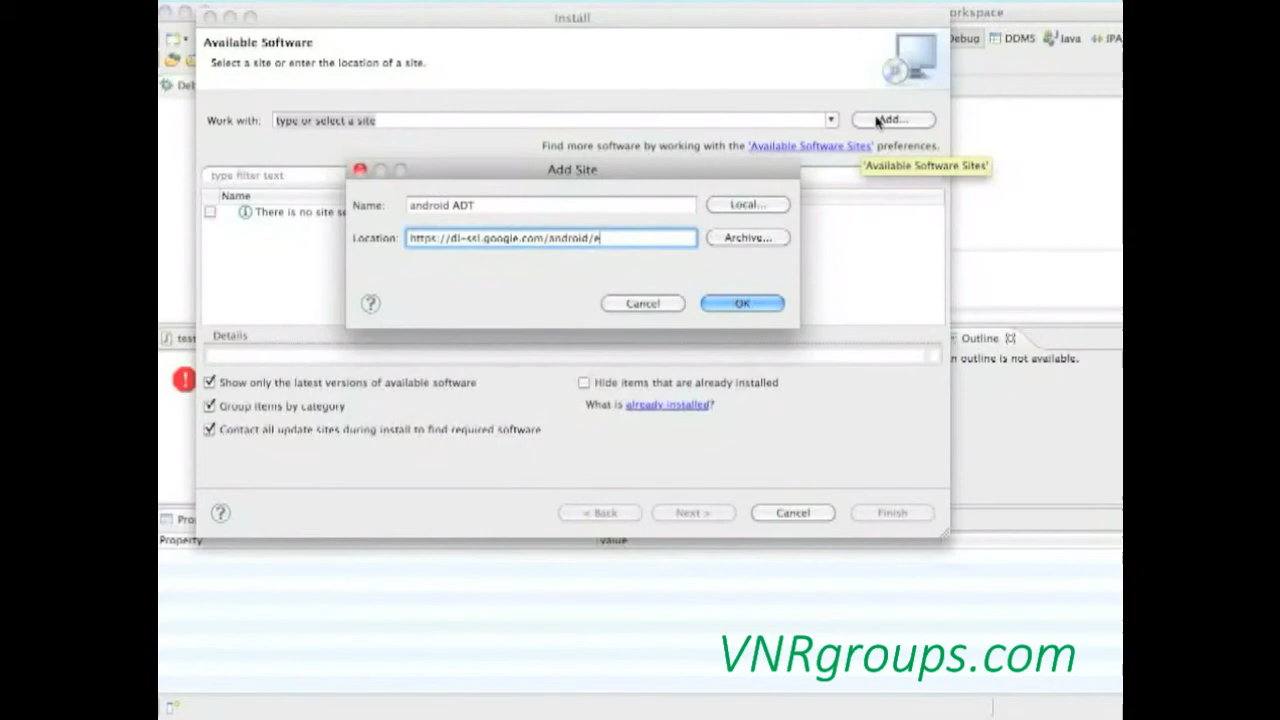 Install
orkspace
Available Software
Debug
DDMS
Java
Select a site or enter the location of a site.
Work with:
type or select a site
Add...
Find more software by working with the 'Available Software Sites' preferences.
'Available Software Sites'
type filter text
Name
There is no site se
Add Site
Name:
android ADT
Local...
Location:
https://dl-ssl.google.com/android/e
Archive...
?
Cancel
OK
Details
test
Outline
n outline is not available.
Show only the latest versions of available software
Hide items that are already installed
Group items by category
What is already installed?
Contact all update sites during install to find required software
?
< Back
Next >
Cancel
Finish
Pro
Property
Value
VNRgroups.com